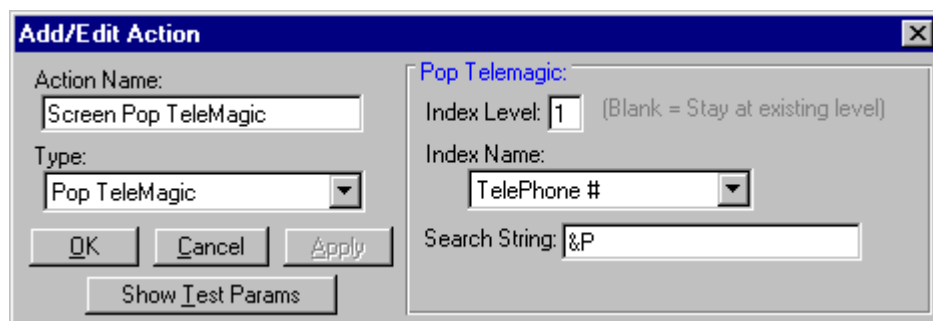 Add/Edit Action
Action Name:
Screen Pop TeleMagic
Type:
Pop TeleMagic
OK Cancel Apply
Show Test Params
Pop Telemagic:
Index Level: 1 (Blank = Stay at existing level)
Index Name:
TelePhone #
Search String: &P